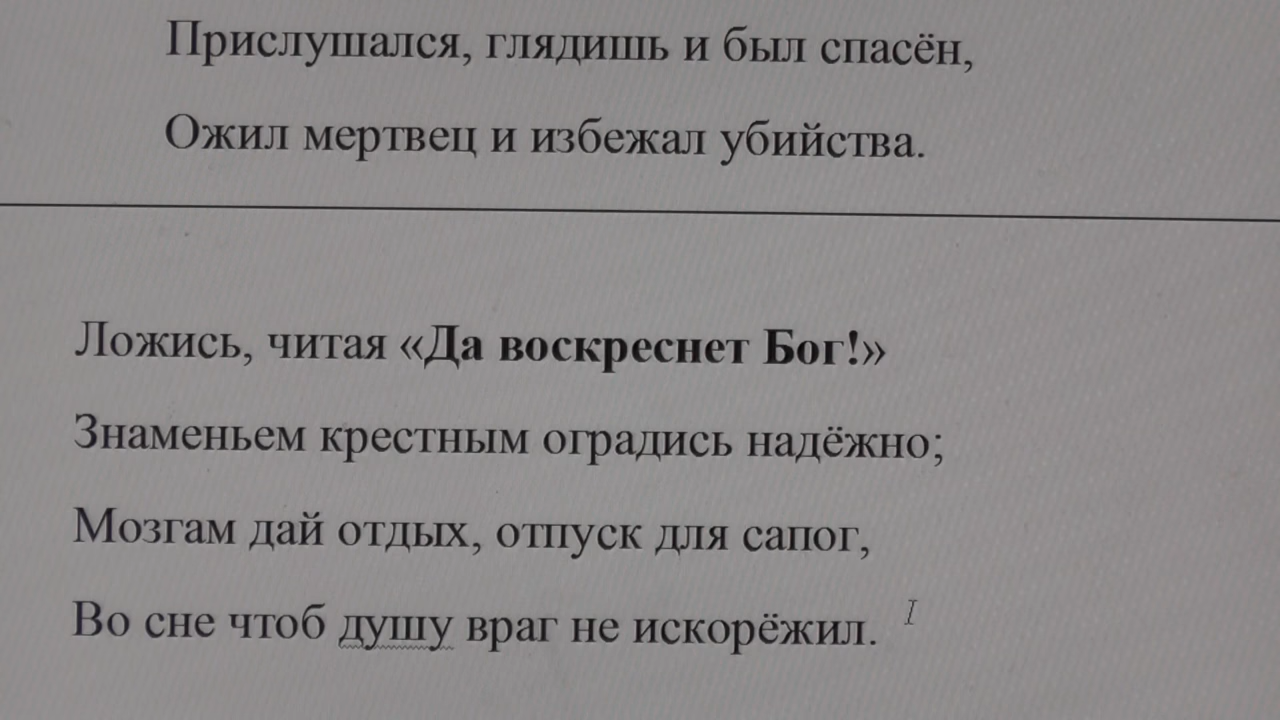 Прислушался, глядишь и был спасён,
Ожил мертвец и избежал убийства.
Ложись, читая «Да воскреснет Бог!»
Знаменьем крестным оградись надёжно;
Мозгам дай отдых, отпуск для сапог,
Во сне чтоб душу враг не искорёжил.